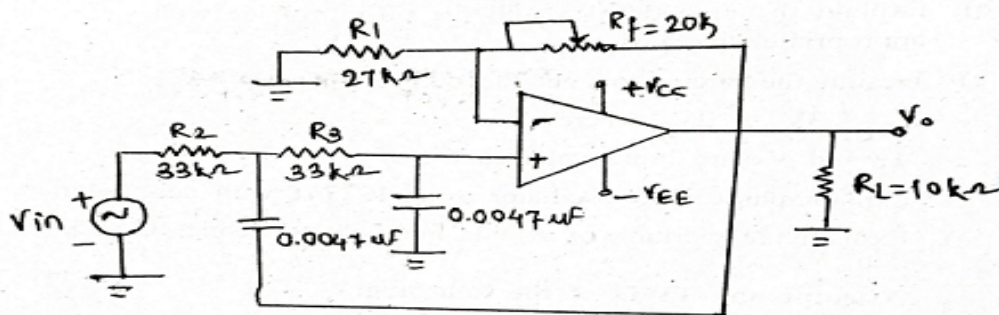 R1
27kΩ
Rf=20k
+VCC
-
+
-VEE
Vo
RL=10kΩ
R2
33kΩ
R3
33kΩ
Vin
+
-
~
0.0047uF
0.0047uF